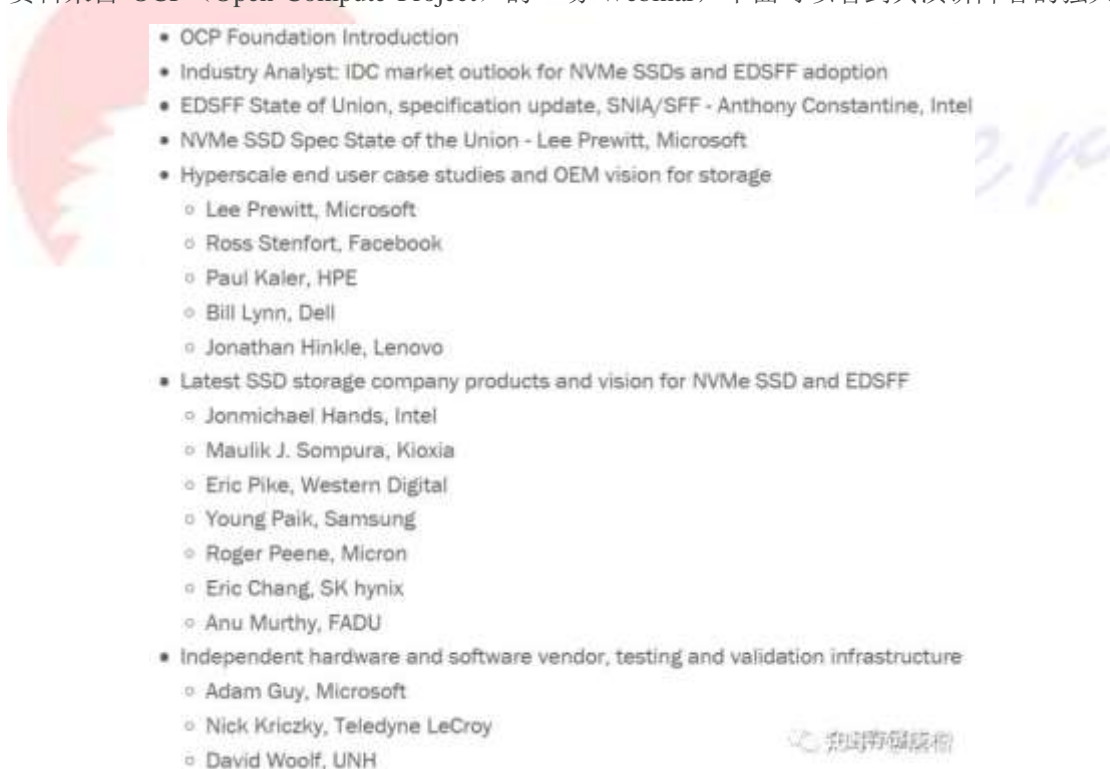 OCP Foundation Introduction
Industry Analyst: IDC market outlook for NVMe SSDs and EDSFF adoption
EDSFF State of Union, specification update, SNIA/SFF - Anthony Constantine, Intel
NVMe SSD Spec State of the Union - Lee Prewitt, Microsoft
Hyperscale end user case studies and OEM vision for storage
Lee Prewitt, Microsoft
Ross Stenfort, Facebook
Paul Kaler, HPE
Bill Lynn, Dell
Jonathan Hinkle, Lenovo
Latest SSD storage company products and vision for NVMe SSD and EDSFF
Jonmichael Hands, Intel
Maulik J. Sompura, Kioxia
Eric Pike, Western Digital
Young Paik, Samsung
Roger Peene, Micron
Eric Chang, SK hynix
Anu Murthy, FADU
Independent hardware and software vendor, testing and validation infrastructure
Adam Guy, Microsoft
Nick Kriczky, Teledyne LeCroy
David Woolf, UNH